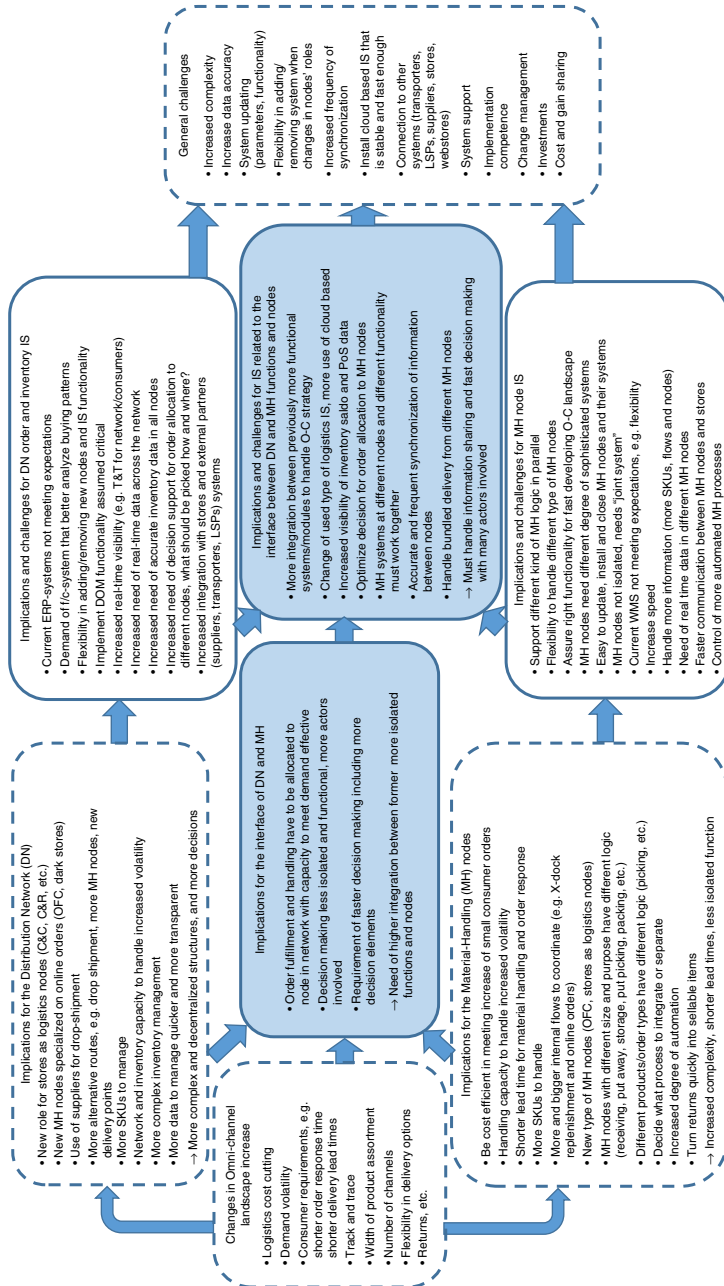 Changes in Omni-channel
landscape increase
• Logistics cost cutting
• Demand volatility
• Consumer requirements, e.g.
shorter order response time
shorter delivery lead times
• Track and trace
• Width of product assortment
• Number of channels
• Flexibility in delivery options
• Returns, etc.
Implications for the Distribution Network (DN)
• New role for stores as logistics nodes (C&C, C&R, etc.)
• New MH nodes specialized on online orders (OFC, dark stores)
• Use of suppliers for drop-shipment
• More alternative routes, e.g. drop shipment, more MH nodes, new
delivery points
• More SKUs to manage
• Network and inventory capacity to handle increased volatility
• More complex inventory management
• More data to manage quicker and more transparent
→ More complex and decentralized structures, and more decisions
Implications for the interface of DN and MH
• Order fulfillment and handling have to be allocated to
node in network with capacity to meet demand effective
• Decision making less isolated and functional, more actors
involved
• Requirement of faster decision making including more
decision elements
→ Need of higher integration between former more isolated
functions and nodes
Implications for the Material-Handling (MH) nodes
• Be cost efficient in meeting increase of small consumer orders
• Handling capacity to handle increased volatility
• Shorter lead time for material handling and order response
• More SKUs to handle
• More and bigger internal flows to coordinate (e.g. X-dock
replenishment and online orders)
• New type of MH nodes (OFC, stores as logistics nodes)
• MH nodes with different size and purpose have different logic
(receiving, put away, storage, put picking, packing, etc.)
• Different products/order types have different logic (picking, etc.)
• Decide what process to integrate or separate
• Increased degree of automation
• Turn returns quickly into sellable items
→ Increased complexity, shorter lead times, less isolated function
Implications and challenges for DN order and inventory IS
• Current ERP-systems not meeting expectations
• Demand of f/c-system that better analyze buying patterns
• Flexibility in adding/removing new nodes and IS functionality
• Implement DOM functionality assumed critical
• Increased real-time visibility (e.g. T&T for network/consumers)
• Increased need of real-time data across the network
• Increased need of accurate inventory data in all nodes
• Increased need of decision support for order allocation to
different nodes, what should be picked how and where?
• Increased integration with stores and external partners
(suppliers, transporters, LSPs) systems
Implications and challenges for IS related to the
interface between DN and MH functions and nodes
• More integration between previously more functional
systems/modules to handle O-C strategy
• Change of used type of logistics IS, more use of cloud based
• Increased visibility of inventory saldo and PoS data
• Optimize decision for order allocation to MH nodes
• MH systems at different nodes and different functionality
must work together
• Accurate and frequent synchronization of information
between nodes
• Handle bundled delivery from different MH nodes
→ Must handle information sharing and fast decision making
with many actors involved
Implications and challenges for MH node IS
• Support different kind of MH logic in parallel
• Flexibility to handle different type of MH nodes
• Assure right functionality for fast developing O-C landscape
• MH nodes need different degree of sophisticated systems
• Easy to update, install and close MH nodes and their systems
• MH nodes not isolated, needs "joint system"
• Current WMS not meeting expectations, e.g. flexibility
• Increase speed
• Handle more information (more SKUs, flows and nodes)
• Need of real time data in different MH nodes
• Faster communication between MH nodes and stores
• Control of more automated MH processes
General challenges
• Increased complexity
• Increase data accuracy
• System updating
(parameters, functionality)
• Flexibility in adding/
removing system when
changes in nodes' roles
• Increased frequency of
synchronization
• Install cloud based IS that
is stable and fast enough
• Connection to other
systems (transporters,
LSPs, suppliers, stores,
webstores)
• System support
• Implementation
competence
• Change management
• Investments
• Cost and gain sharing